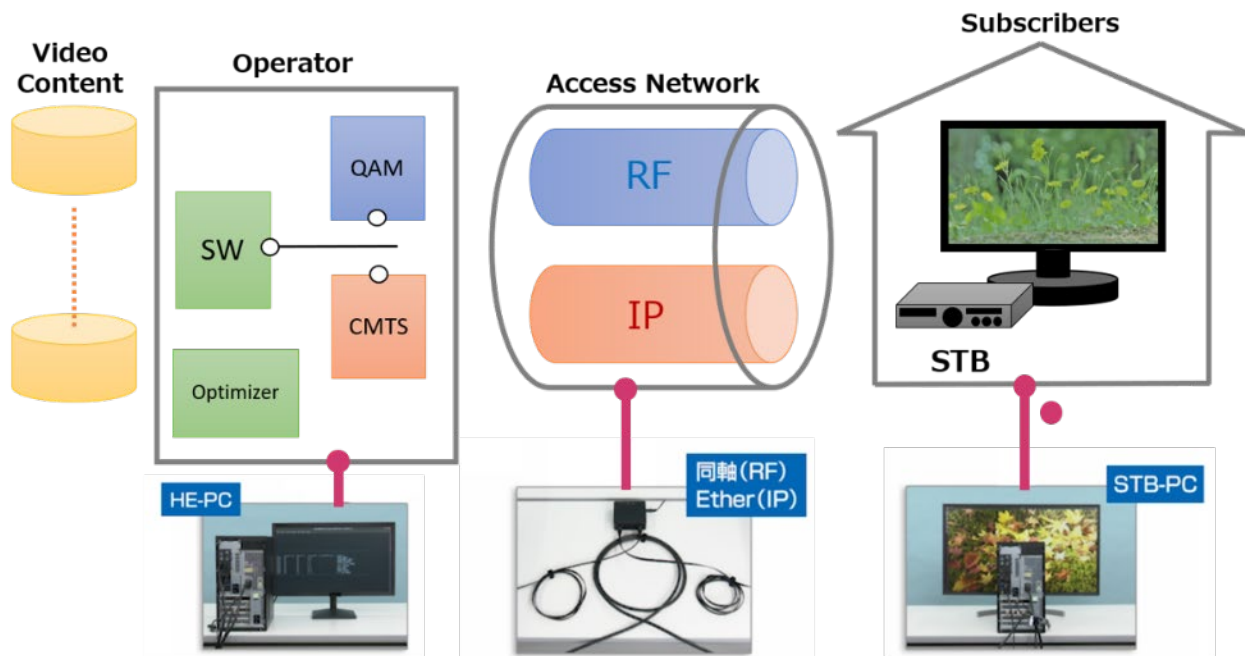 Video
Content
Operator
Access Network
Subscribers
QAM
SW
CMTS
Optimizer
RF
IP
STB
HE-PC
同軸(RF)
Ether(IP)
STB-PC